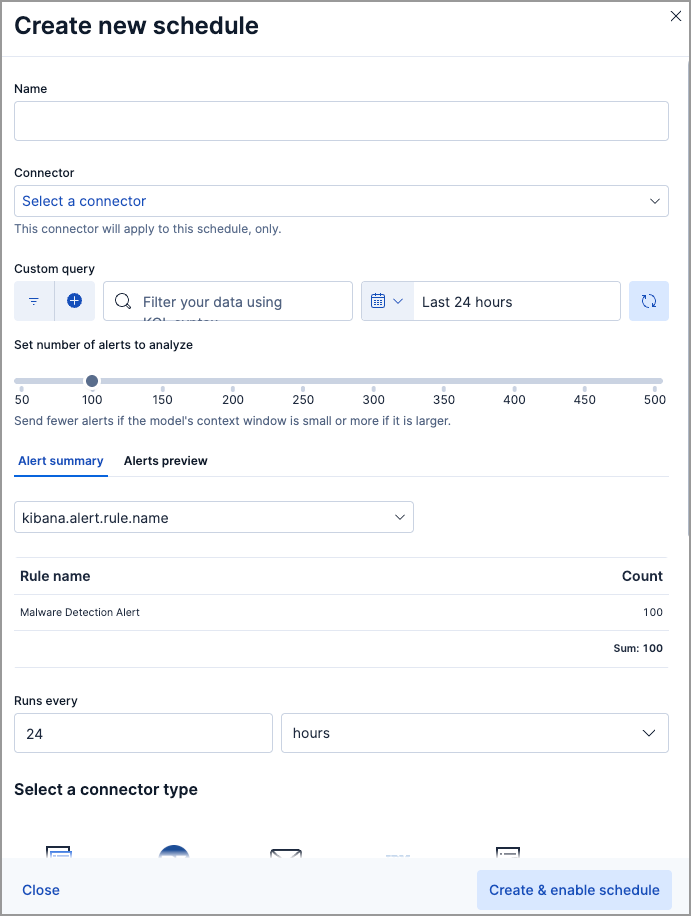 Create new schedule
Name
Connector
Select a connector
This connector will apply to this schedule, only.
Custom query
Filter your data using
Last 24 hours
Set number of alerts to analyze
50 100 150 200 250 300 350 400 450 500
Send fewer alerts if the model's context window is small or more if it is larger.
Alert summary Alerts preview
kibana.alert.rule.name
Rule name Count
Malware Detection Alert 100
Sum: 100
Runs every
24 hours
Select a connector type
Close Create & enable schedule